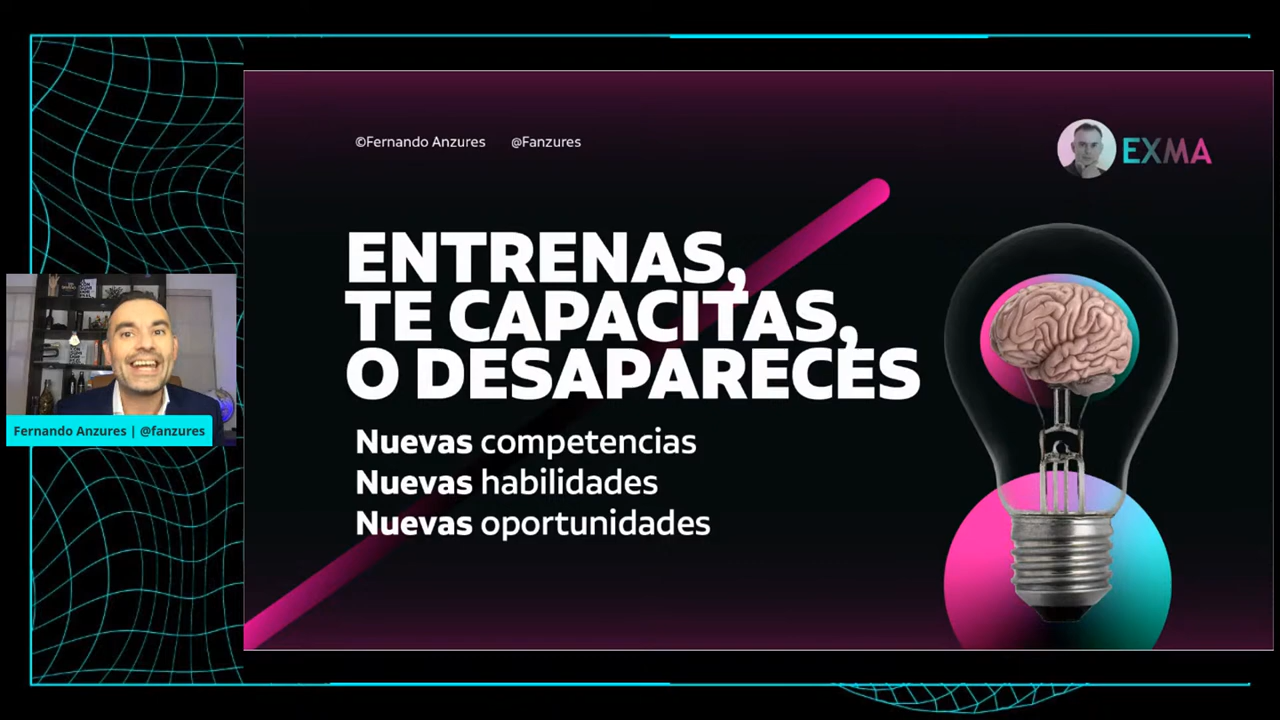 ©Fernando Anzures @Fanzures
EXMA
ENTRENAS,
TE CAPACITAS,
O DESAPARECES
Nuevas competencias
Nuevas habilidades
Nuevas oportunidades
Fernando Anzures | @fanzures